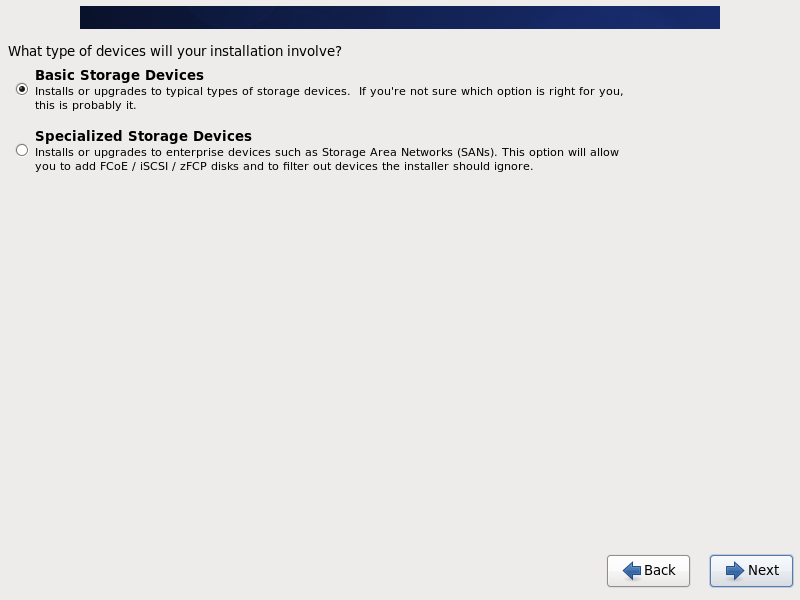 What type of devices will your installation involve?
Basic Storage Devices
Installs or upgrades to typical types of storage devices.  If you're not sure which option is right for you,
this is probably it.
Specialized Storage Devices
Installs or upgrades to enterprise devices such as Storage Area Networks (SANs). This option will allow
you to add FCoE / iSCSI / zFCP disks and to filter out devices the installer should ignore.
Back
Next